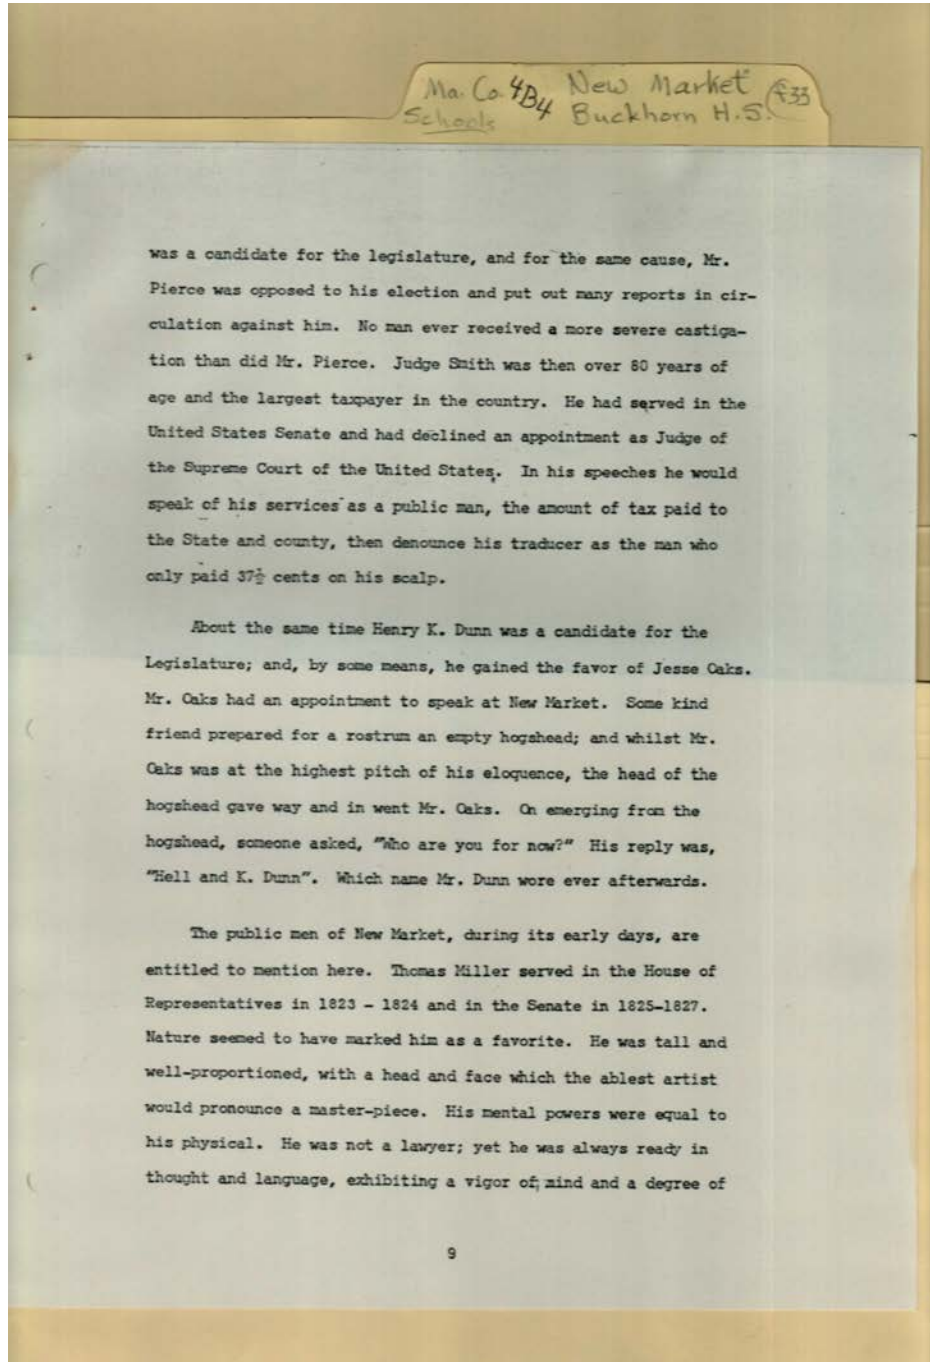 Ma. Co. 4B4 New Market f33
Schools Buckhorn H.S.
was a candidate for the legislature, and for the same cause, Mr.
Pierce was opposed to his election and put out many reports in cir-
culation against him. No man ever received a more severe castiga-
tion than did Mr. Pierce. Judge Smith was then over 80 years of
age and the largest taxpayer in the country. He had served in the
United States Senate and had declined an appointment as Judge of
the Supreme Court of the United States. In his speeches he would
speak of his services as a public man, the amount of tax paid to
the State and county, then denounce his traducer as the man who
only paid 37½ cents on his scalp.
About the same time Henry K. Dunn was a candidate for the
Legislature; and, by some means, he gained the favor of Jesse Oaks.
Mr. Oaks had an appointment to speak at New Market. Some kind
friend prepared for a rostrum an empty hogshead; and whilst Mr.
Oaks was at the highest pitch of his eloquence, the head of the
hogshead gave way and in went Mr. Oaks. On emerging from the
hogshead, someone asked, "Who are you for now?" His reply was,
"Hell and K. Dunn". Which name Mr. Dunn wore ever afterwards.
The public men of New Market, during its early days, are
entitled to mention here. Thomas Miller served in the House of
Representatives in 1823 - 1824 and in the Senate in 1825-1827.
Nature seemed to have marked him as a favorite. He was tall and
well-proportioned, with a head and face which the ablest artist
would pronounce a master-piece. His mental powers were equal to
his physical. He was not a lawyer; yet he was always ready in
thought and language, exhibiting a vigor of mind and a degree of
9